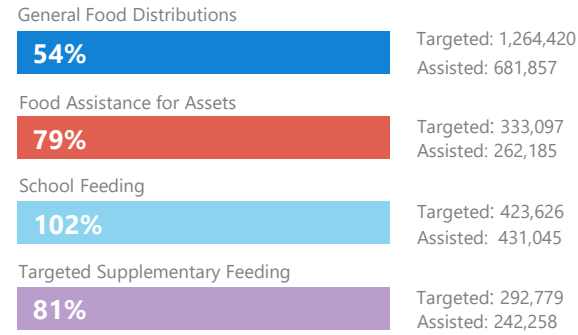 General Food Distributions
54%
Targeted: 1,264,420
Assisted: 681,857
Food Assistance for Assets
79%
Targeted: 333,097
Assisted: 262,185
School Feeding
102%
Targeted: 423,626
Assisted: 431,045
Targeted Supplementary Feeding
81%
Targeted: 292,779
Assisted: 242,258